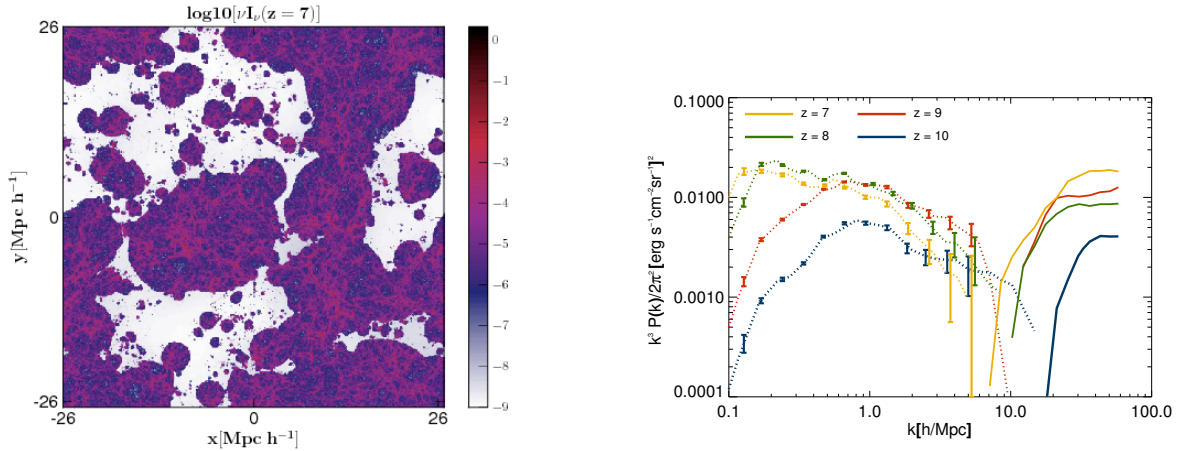 log10[νI_ν(z = 7)]
26
0
-26
-26
0
26
x[Mpc h⁻¹]
y[Mpc h⁻¹]
0
−1
−2
−3
−4
−5
−6
−7
−8
−9
0.1000
0.0100
0.0010
0.0001
z = 7
z = 8
z = 9
z = 10
0.1
1.0
10.0
100.0
k[h/Mpc]
k³ P(k)/2π² [erg s⁻¹cm⁻²sr⁻¹]²